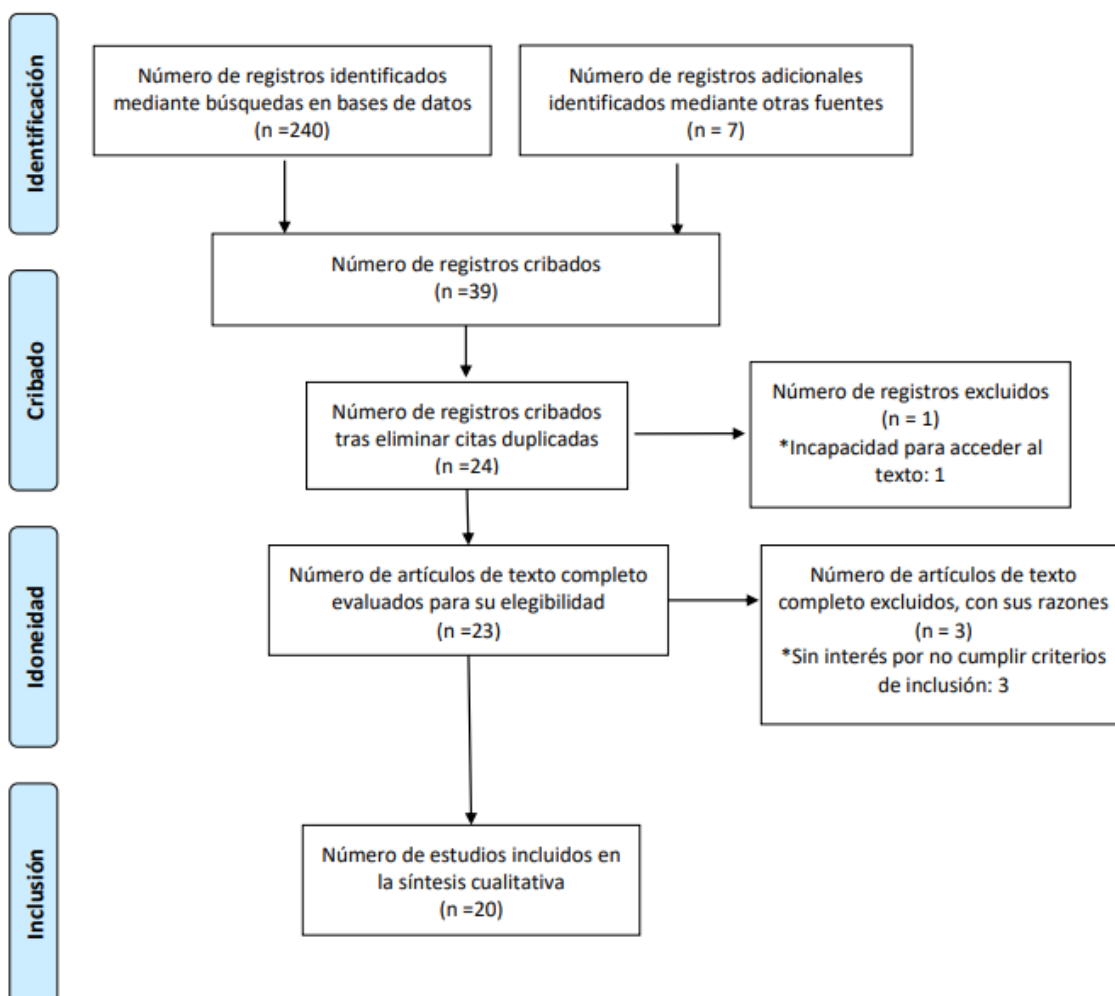 Identificación
Número de registros identificados
mediante búsquedas en bases de datos
(n =240)
Número de registros adicionales
identificados mediante otras fuentes
(n = 7)
Número de registros cribados
(n =39)
Cribado
Número de registros cribados
tras eliminar citas duplicadas
(n =24)
Número de registros excluidos
(n = 1)
*Incapacidad para acceder al
texto: 1
Idoneidad
Número de artículos de texto completo
evaluados para su elegibilidad
(n =23)
Número de artículos de texto
completo excluidos, con sus razones
(n = 3)
*Sin interés por no cumplir criterios
de inclusión: 3
Inclusión
Número de estudios incluidos en
la síntesis cualitativa
(n =20)